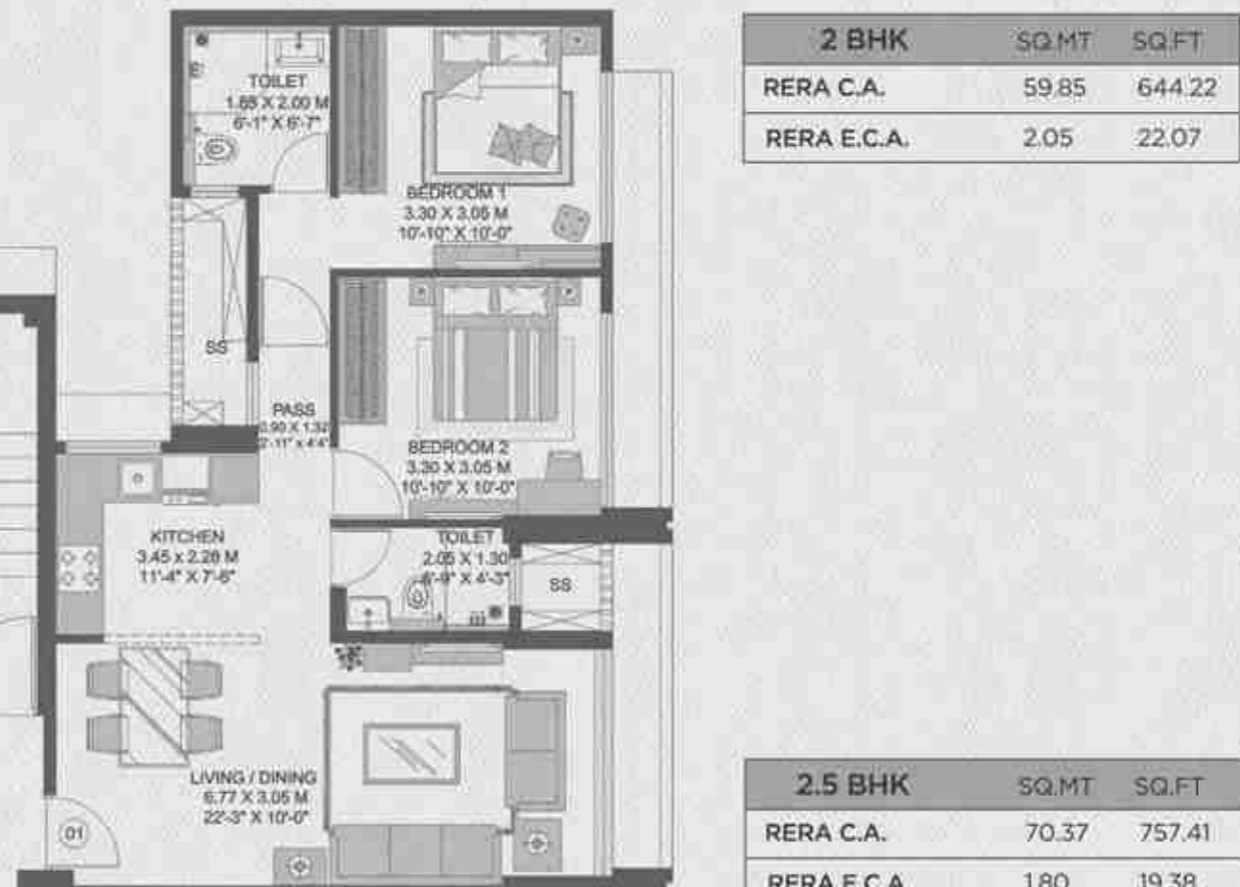 TOILET
1.85 X 2.00 M
6'-1" X 6'-7"
BEDROOM 1
3.30 X 3.05 M
10'-10" X 10'-0"
SS
PASS
0.90 X 1.32
2'-11" x 4'4"
BEDROOM 2
3.30 X 3.05 M
10'-10" X 10'-0"
KITCHEN
3.45 x 2.28 M
11'-4" X 7'-6"
TOILET
2.05 X 1.30
6'-9" X 4'-3"
SS
LIVING / DINING
6.77 X 3.05 M
22'-3" X 10'-0"
01
2 BHK SQ.MT SQ.FT
RERA C.A. 59.85 644.22
RERA E.C.A. 2.05 22.07
2.5 BHK SQ.MT SQ.FT
RERA C.A. 70.37 757.41
RERA E.C.A. 1.80 19.38